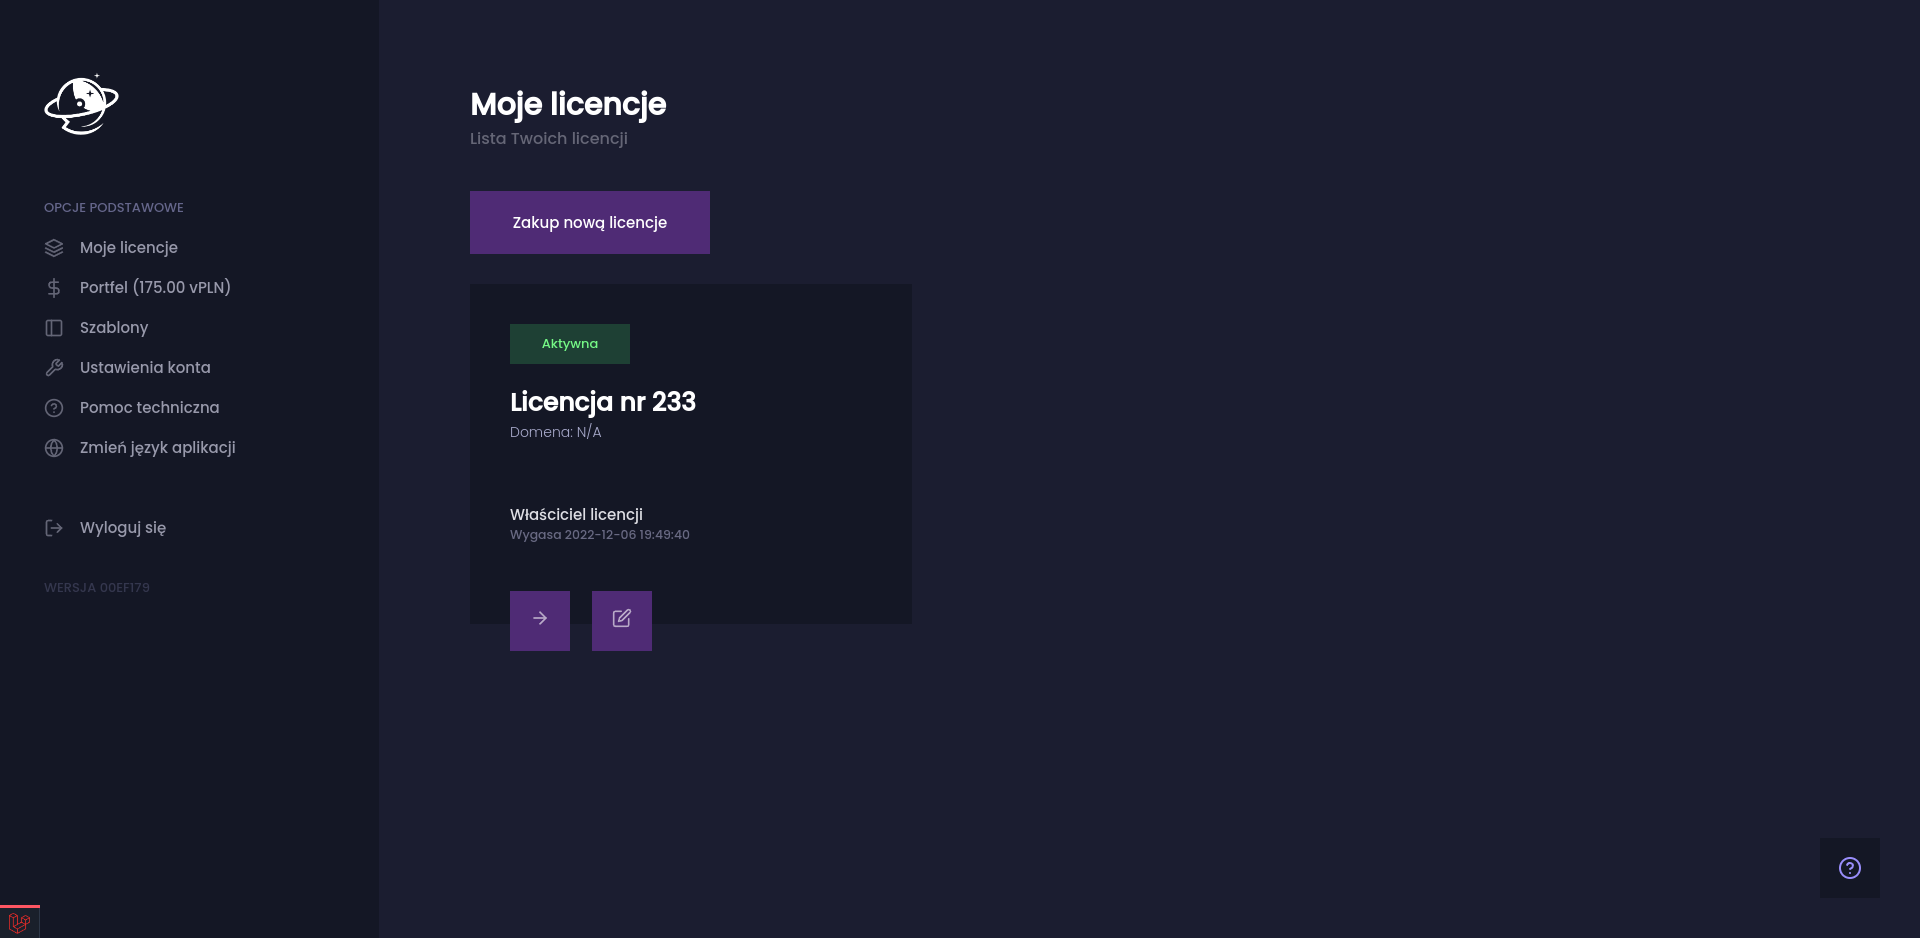 OPCJE PODSTAWOWE
Moje licencje
Portfel (175.00 vPLN)
Szablony
Ustawienia konta
Pomoc techniczna
Zmień język aplikacji
Wyloguj się
WERSJA 00EF179
Moje licencje
Lista Twoich licencji
Zakup nową licencje
Aktywna
Licencja nr 233
Domena: N/A
Właściciel licencji
Wygasa 2022-12-06 19:49:40